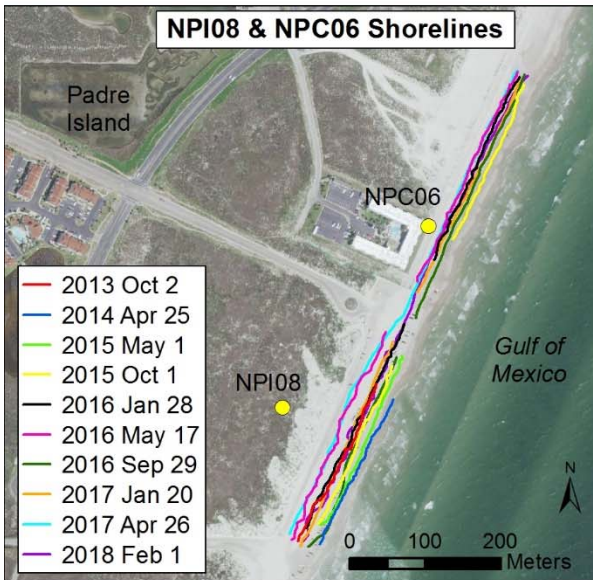 NPI08 & NPC06 Shorelines
Padre
Island
NPC06
2013 Oct 2
2014 Apr 25
2015 May 1
2015 Oct 1
2016 Jan 28
2016 May 17
2016 Sep 29
2017 Jan 20
2017 Apr 26
2018 Feb 1
NPI08
Gulf of
Mexico
N
0 100 200
Meters